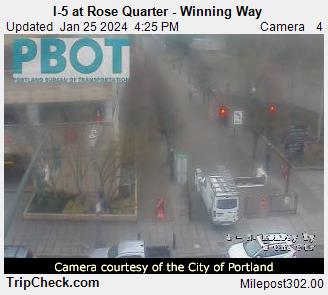 I-5 at Rose Quarter - Winning Way
Updated Jan 25 2024 4:25 PM Camera 4
PBOT
PORTLAND BUREAU OF TRANSPORTATION
Camera courtesy of the City of Portland
TripCheck.com Milepost302.00